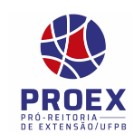 PROEX
PRÓ-REITORIA
DE EXTENSÃO/UFPB